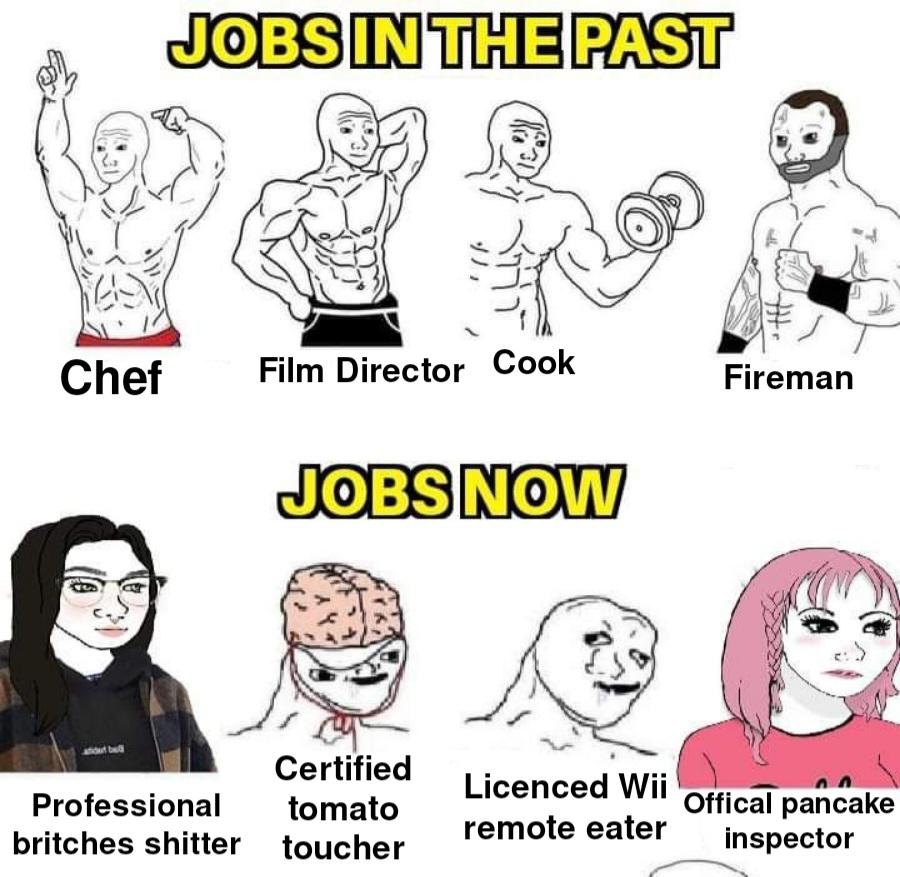 JOBS IN THE PAST
Chef
Film Director
Cook
Fireman
JOBS NOW
Professional
britches shitter
Certified
tomato
toucher
Licenced Wii
remote eater
Offical pancake
inspector